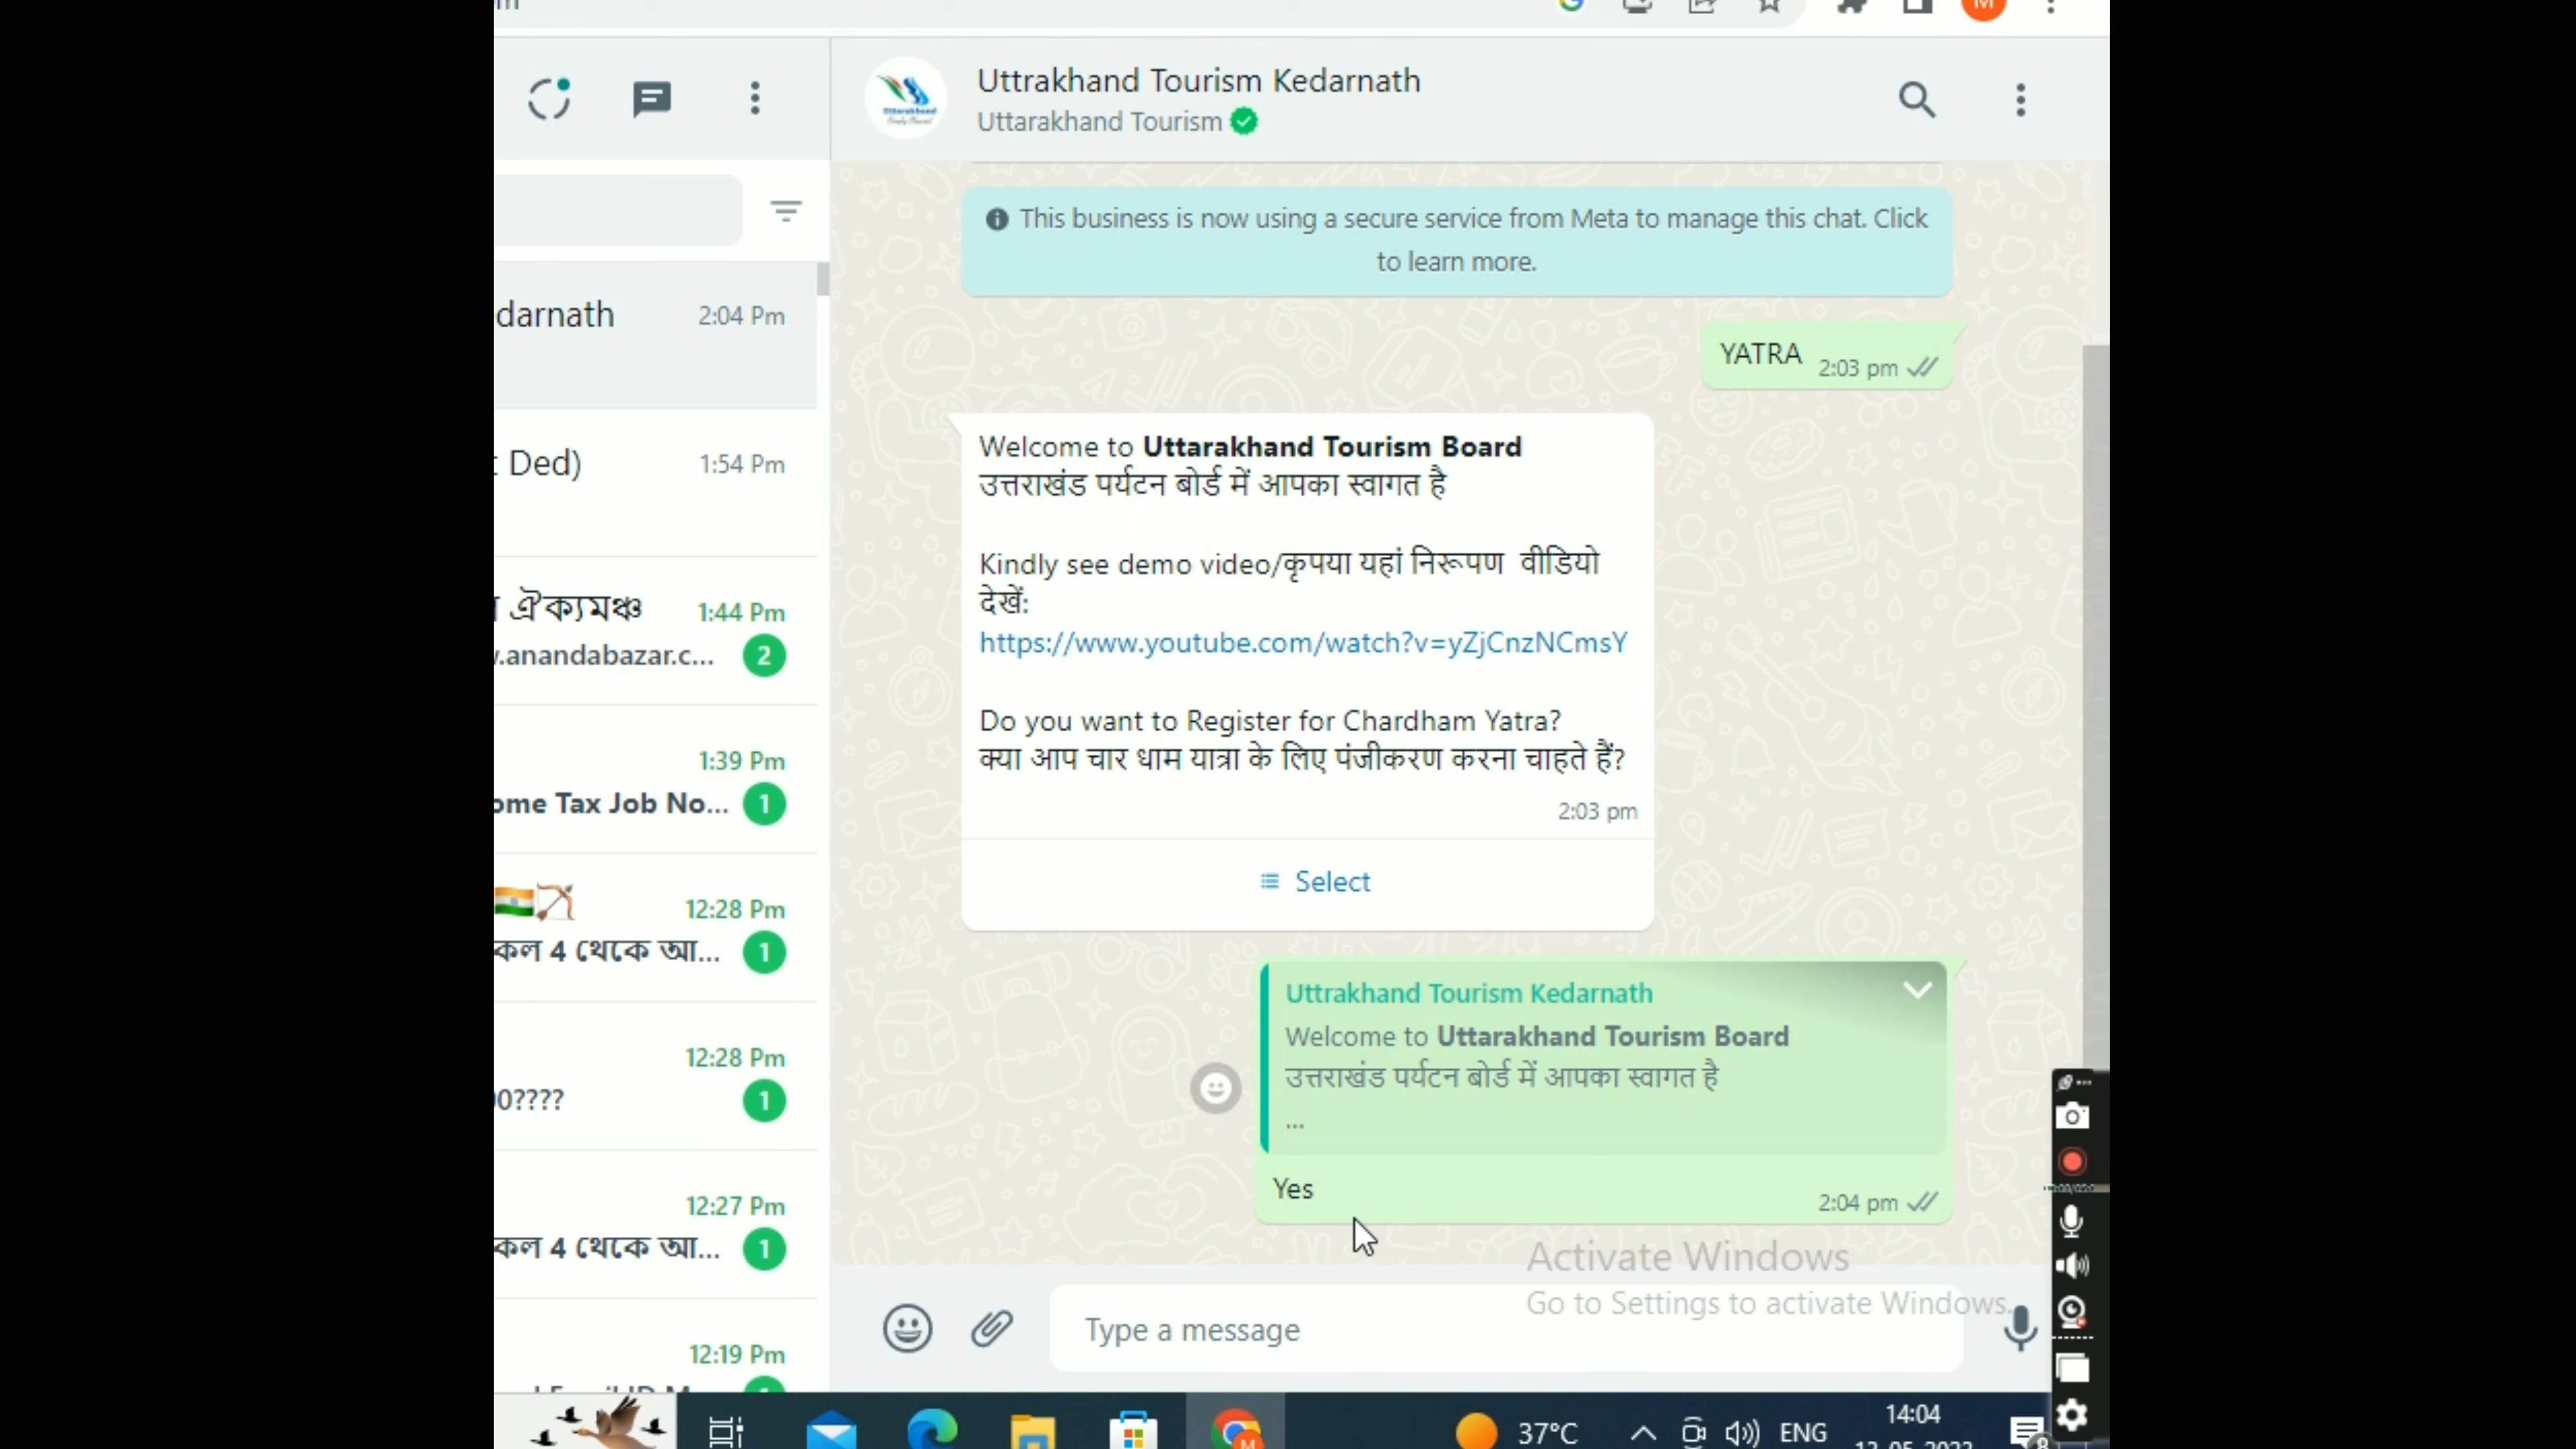 Uttrakhand Tourism Kedarnath
Uttarakhand Tourism
This business is now using a secure service from Meta to manage this chat. Click
to learn more.
YATRA 2:03 pm
Welcome to Uttarakhand Tourism Board
उत्तराखंड पर्यटन बोर्ड में आपका स्वागत है
Kindly see demo video/कृपया यहां निरूपण वीडियो
देखें:
https://www.youtube.com/watch?v=yZjCnzNCmsY
Do you want to Register for Chardham Yatra?
क्या आप चार धाम यात्रा के लिए पंजीकरण करना चाहते हैं?
2:03 pm
Select
Uttrakhand Tourism Kedarnath
Welcome to Uttarakhand Tourism Board
उत्तराखंड पर्यटन बोर्ड में आपका स्वागत है
...
Yes
2:04 pm
Type a message
Activate Windows
Go to Settings to activate Windows.
darnath 2:04 Pm
Ded) 1:54 Pm
ঐক্যমঞ্চ 1:44 Pm
.anandabazar.c... 2
1:39 Pm
ome Tax Job No... 1
12:28 Pm
কল 4 থেকে আ... 1
12:28 Pm
0???? 1
12:27 Pm
কল 4 থেকে আ... 1
12:19 Pm
37°C
ENG
14:04